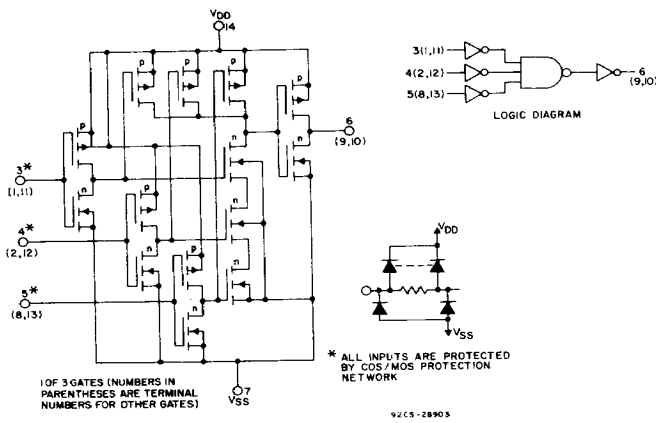 VDD
14
p
p
p
p
p
n
p
n
n
n
p
n
p
n
n
n
3*
(1,11)
4*
(2,12)
5*
(8,13)
6
(9,10)
7
VSS
1 OF 3 GATES (NUMBERS IN
PARENTHESES ARE TERMINAL
NUMBERS FOR OTHER GATES)
3(1,11)
4(2,12)
5(8,13)
6
(9,10)
LOGIC DIAGRAM
VDD
VSS
* ALL INPUTS ARE PROTECTED
BY COS/MOS PROTECTION
NETWORK
92CS-28903